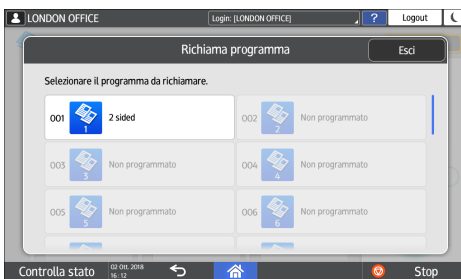 LONDON OFFICE
Login: [LONDON OFFICE]
?
Logout
Richiama programma
Esci
Selezionare il programma da richiamare.
001 1 2 sided
002 2 Non programmato
003 3 Non programmato
004 4 Non programmato
005 5 Non programmato
006 6 Non programmato
Controlla stato
02 Ott. 2018
16:12
Stop